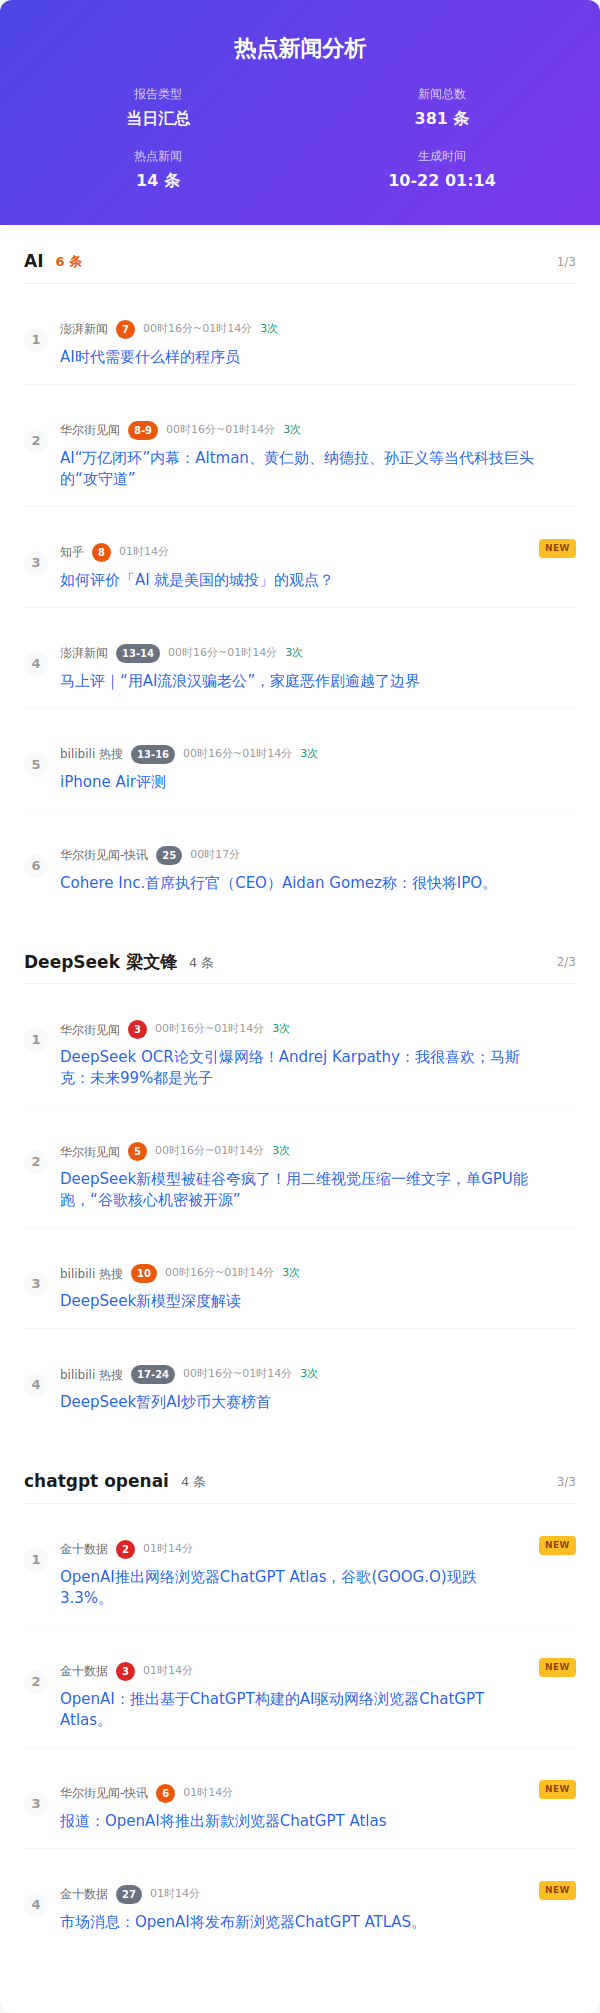 热点新闻分析
报告类型
新闻总数
当日汇总
381 条
热点新闻
生成时间
14 条
10-22 01:14
AI 6 条 1/3
1
澎湃新闻 7 00时16分~01时14分 3次
AI时代需要什么样的程序员
2
华尔街见闻 8-9 00时16分~01时14分 3次
AI“万亿闭环”内幕：Altman、黄仁勋、纳德拉、孙正义等当代科技巨头
的“攻守道”
3
知乎 8 01时14分 NEW
如何评价「AI 就是美国的城投」的观点？
4
澎湃新闻 13-14 00时16分~01时14分 3次
马上评｜“用AI流浪汉骗老公”，家庭恶作剧逾越了边界
5
bilibili 热搜 13-16 00时16分~01时14分 3次
iPhone Air评测
6
华尔街见闻-快讯 25 00时17分
Cohere Inc.首席执行官（CEO）Aidan Gomez称：很快将IPO。
DeepSeek 梁文锋 4 条 2/3
1
华尔街见闻 3 00时16分~01时14分 3次
DeepSeek OCR论文引爆网络！Andrej Karpathy：我很喜欢；马斯
克：未来99%都是光子
2
华尔街见闻 5 00时16分~01时14分 3次
DeepSeek新模型被硅谷夸疯了！用二维视觉压缩一维文字，单GPU能
跑，“谷歌核心机密被开源”
3
bilibili 热搜 10 00时16分~01时14分 3次
DeepSeek新模型深度解读
4
bilibili 热搜 17-24 00时16分~01时14分 3次
DeepSeek暂列AI炒币大赛榜首
chatgpt openai 4 条 3/3
1
金十数据 2 01时14分 NEW
OpenAI推出网络浏览器ChatGPT Atlas，谷歌(GOOG.O)现跌
3.3%。
2
金十数据 3 01时14分 NEW
OpenAI：推出基于ChatGPT构建的AI驱动网络浏览器ChatGPT
Atlas。
3
华尔街见闻-快讯 6 01时14分 NEW
报道：OpenAI将推出新款浏览器ChatGPT Atlas
4
金十数据 27 01时14分 NEW
市场消息：OpenAI将发布新浏览器ChatGPT ATLAS。